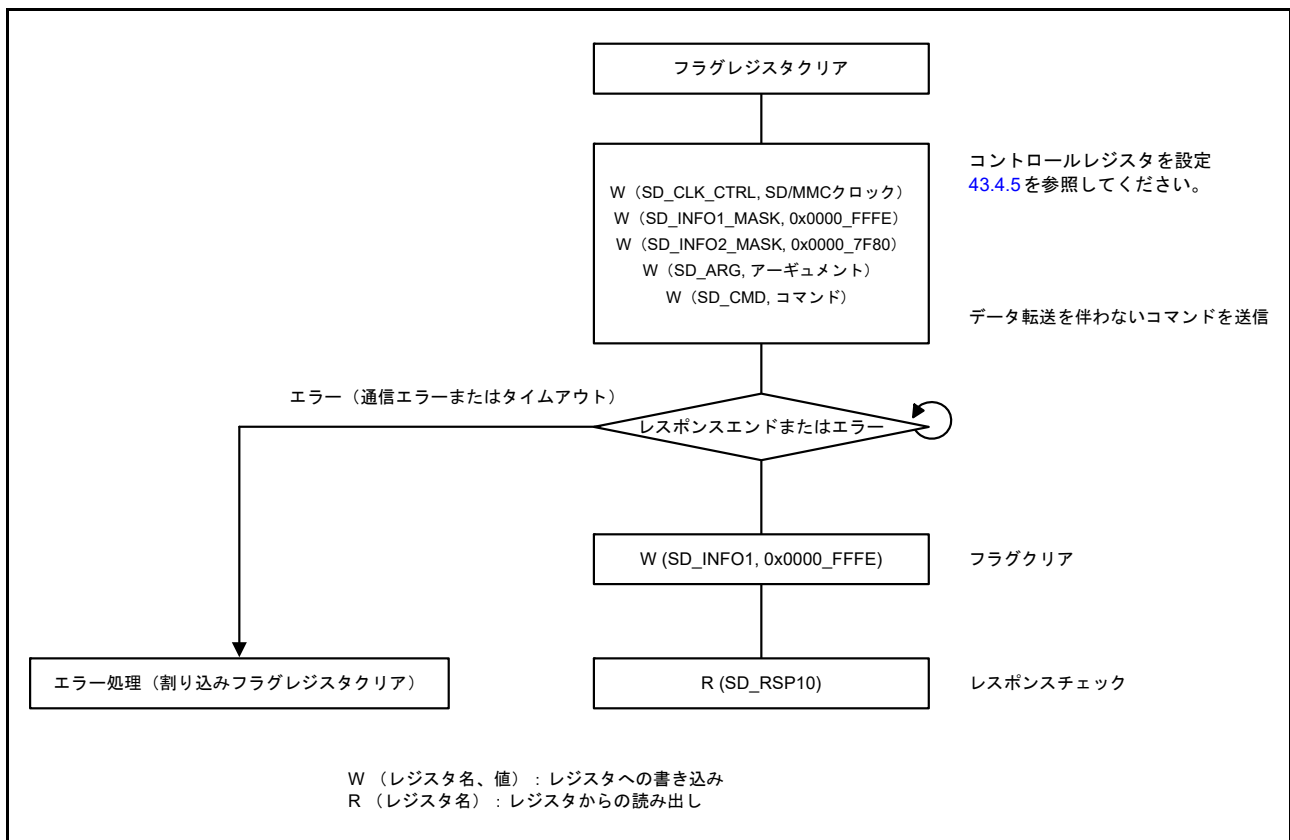 フラグレジスタクリア
W（SD_CLK_CTRL, SD/MMCクロック）
W（SD_INFO1_MASK, 0x0000_FFFE）
W（SD_INFO2_MASK, 0x0000_7F80）
W（SD_ARG, アーギュメント）
W（SD_CMD, コマンド）
コントロールレジスタを設定
43.4.5を参照してください。
データ転送を伴わないコマンドを送信
エラー（通信エラーまたはタイムアウト）
レスポンスエンドまたはエラー
W (SD_INFO1, 0x0000_FFFE)
フラグクリア
エラー処理（割り込みフラグレジスタクリア）
R (SD_RSP10)
レスポンスチェック
W （レジスタ名、値）：レジスタへの書き込み
R （レジスタ名）：レジスタからの読み出し